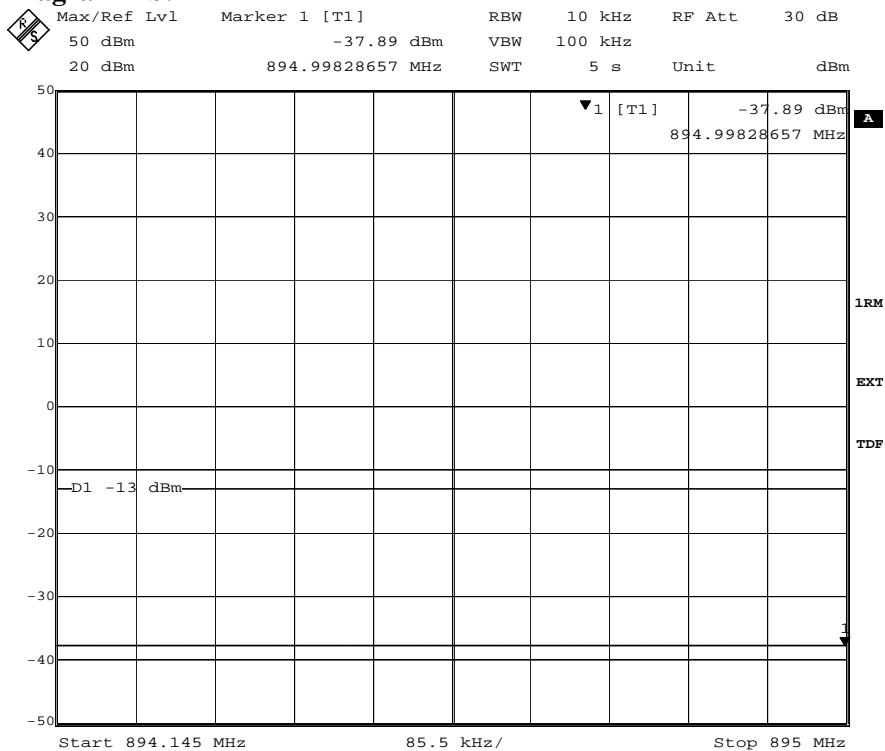 Max/Ref Lvl Marker 1 [T1] RBW 10 kHz RF Att 30 dB
50 dBm -37.89 dBm VBW 100 kHz
20 dBm 894.99828657 MHz SWT 5 s Unit dBm
50
1 [T1] -37.89 dBm
A
894.99828657 MHz
40
30
20
1RM
10
EXT
0
TDF
-10
D1 -13 dBm
-20
-30
1
-40
-50
Start 894.145 MHz 85.5 kHz/ Stop 895 MHz
R
S